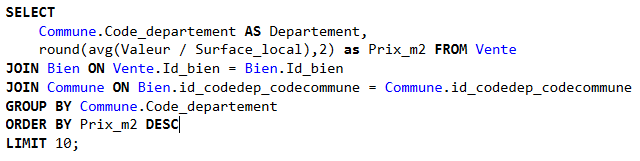 SELECT
Commune.Code_departement AS Departement,
round(avg(Valeur / Surface_local),2) as Prix_m2 FROM Vente
JOIN Bien ON Vente.Id_bien = Bien.Id_bien
JOIN Commune ON Bien.id_codedep_codecommune = Commune.id_codedep_codecommune
GROUP BY Commune.Code_departement
ORDER BY Prix_m2 DESC
LIMIT 10;